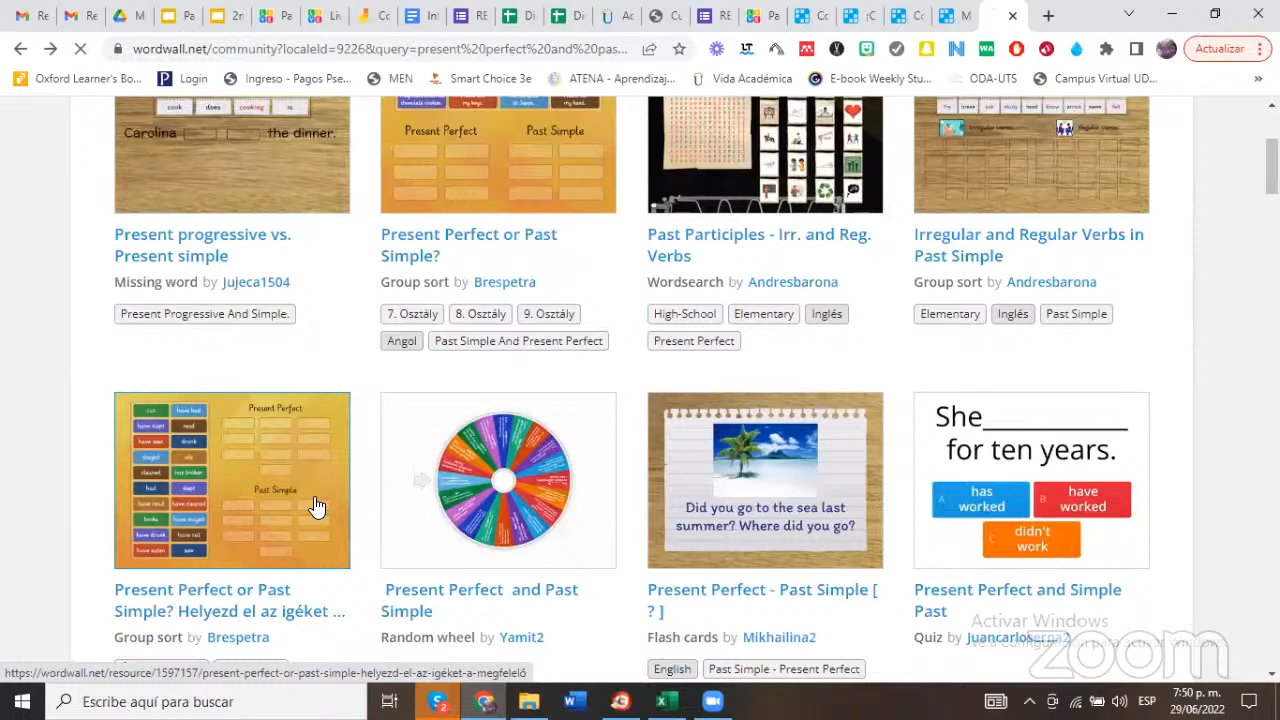 wordwall.net/community?localeId=9226&query=present%20perfect%20and%20pas...
Actualizar
Oxford Learner's Bo...
Login
Ingreso - Pagos Pse...
MEN
Smart Choice 3e
ATENA - Aprendizaj...
Vida Académica
E-book Weekly Stu...
ODA-UTS
Campus Virtual UD...
»
cook does cooking is
Carolina the dinner.
Present Perfect Past Simple
Present progressive vs.
Present simple
Missing word by Jujeca1504
Present Progressive And Simple.
Present Perfect or Past
Simple?
Group sort by Brespetra
7. Osztály 8. Osztály 9. Osztály
Angol Past Simple And Present Perfect
Past Participles - Irr. and Reg.
Verbs
Wordsearch by Andresbarona
High-School Elementary Inglés
Present Perfect
Irregular and Regular Verbs in
Past Simple
Group sort by Andresbarona
Elementary Inglés Past Simple
Present Perfect
Past Simple
Did you go to the sea last
summer? Where did you go?
She__________
for ten years.
A has worked
B have worked
C didn't work
Present Perfect or Past
Simple? Helyezd el az igéket ...
Group sort by Brespetra
Present Perfect and Past
Simple
Random wheel by Yamit2
Present Perfect - Past Simple [
? ]
Flash cards by Mikhailina2
English Past Simple - Present Perfect
Present Perfect and Simple
Past
Quiz by Juancarloserna2
Activar Windows
zoom
https://wordwall.net/resource/1597157/present-perfect-or-past-simple-helyezd-el-az-igéket-a-megfelelő
Escribe aquí para buscar
ESP
7:50 p. m.
29/06/2022